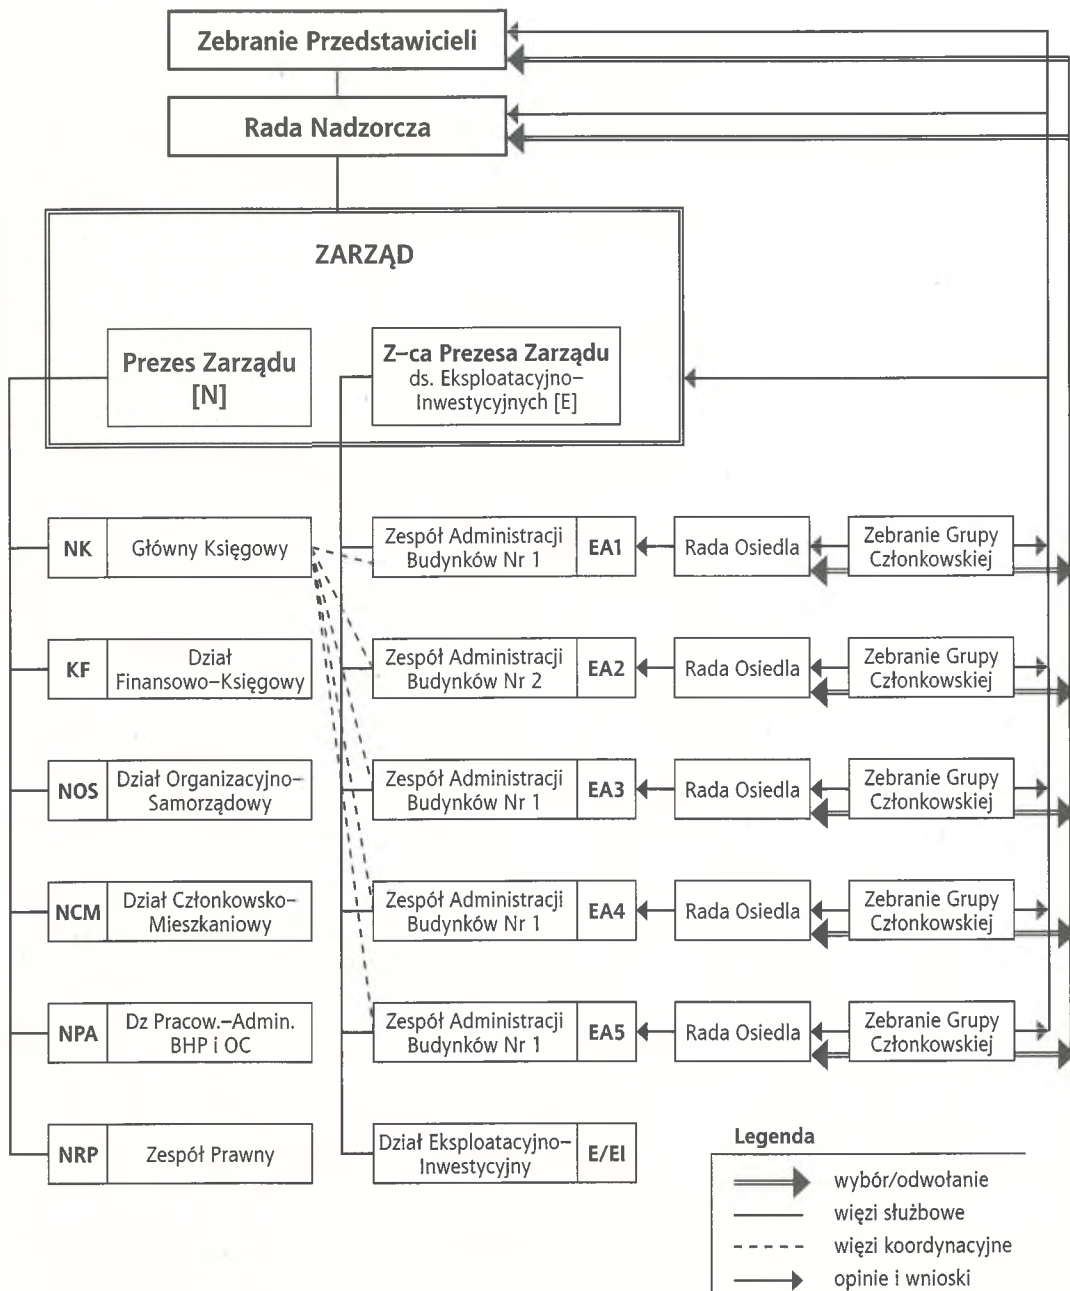 Zebranie Przedstawicieli
Rada Nadzorcza
ZARZĄD
Prezes Zarządu
[N]
Z–ca Prezesa Zarządu
ds. Eksploatacyjno–
Inwestycyjnych [E]
NK
Główny Księgowy
Zespół Administracji
Budynków Nr 1
EA1
Rada Osiedla
Zebranie Grupy
Członkowskiej
KF
Dział
Finansowo–Księgowy
Zespół Administracji
Budynków Nr 2
EA2
Rada Osiedla
Zebranie Grupy
Członkowskiej
NOS
Dział Organizacyjno–
Samorządowy
Zespół Administracji
Budynków Nr 1
EA3
Rada Osiedla
Zebranie Grupy
Członkowskiej
NCM
Dział Członkowsko–
Mieszkaniowy
Zespół Administracji
Budynków Nr 1
EA4
Rada Osiedla
Zebranie Grupy
Członkowskiej
NPA
Dz Pracow.–Admin.
BHP i OC
Zespół Administracji
Budynków Nr 1
EA5
Rada Osiedla
Zebranie Grupy
Członkowskiej
NRP
Zespół Prawny
Dział Eksploatacyjno–
Inwestycyjny
E/EI
Legenda
wybór/odwołanie
więzi służbowe
więzi koordynacyjne
opinie i wnioski